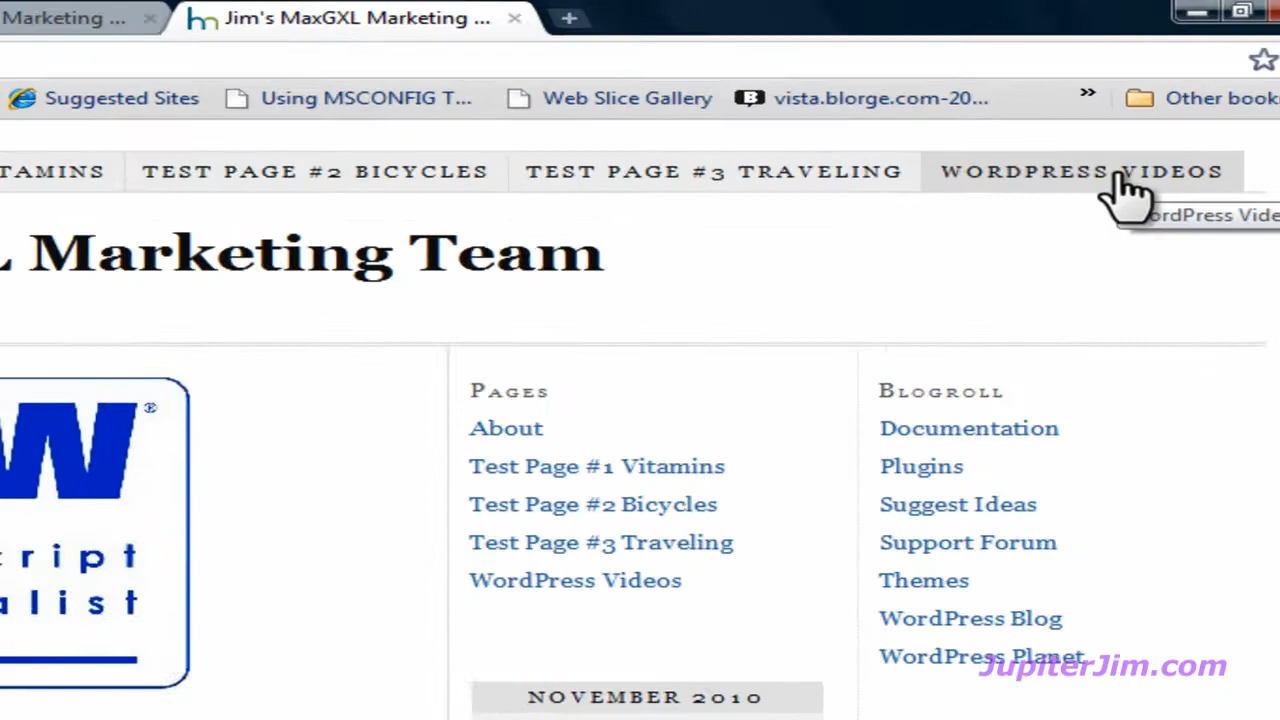 Marketing ...
Jim's MaxGXL Marketing ...
Suggested Sites
Using MSCONFIG T...
Web Slice Gallery
B
vista.blorge.com-20...
»
Other book
TAMINS
TEST PAGE #2 BICYCLES
TEST PAGE #3 TRAVELING
WORDPRESS VIDEOS
ordPress Vide
L Marketing Team
W®
cript
alist
Pages
About
Test Page #1 Vitamins
Test Page #2 Bicycles
Test Page #3 Traveling
WordPress Videos
NOVEMBER 2010
Blogroll
Documentation
Plugins
Suggest Ideas
Support Forum
Themes
WordPress Blog
WordPress Planet
JupiterJim.com